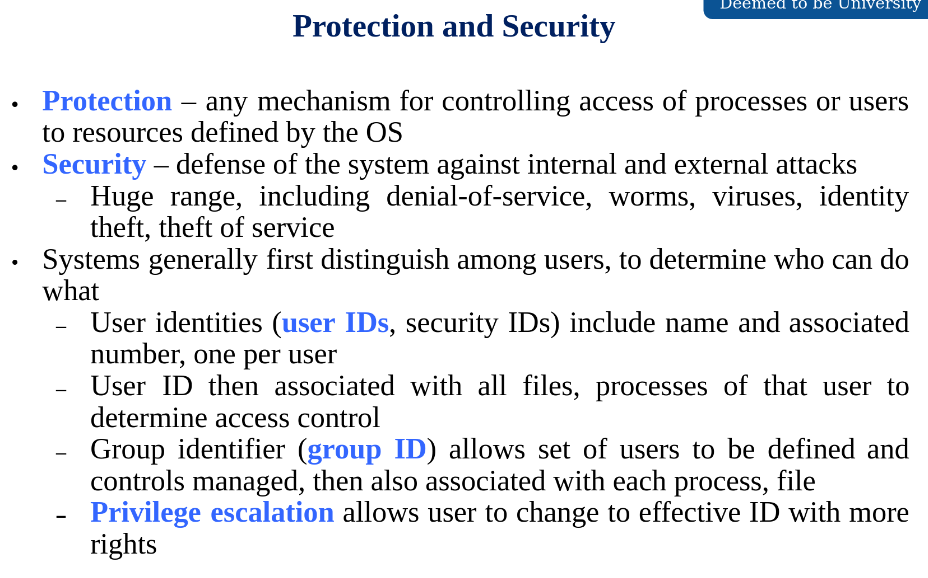 Deemed to be University
Protection and Security
• Protection – any mechanism for controlling access of processes or users
to resources defined by the OS
• Security – defense of the system against internal and external attacks
– Huge range, including denial-of-service, worms, viruses, identity
theft, theft of service
• Systems generally first distinguish among users, to determine who can do
what
– User identities (user IDs, security IDs) include name and associated
number, one per user
– User ID then associated with all files, processes of that user to
determine access control
– Group identifier (group ID) allows set of users to be defined and
controls managed, then also associated with each process, file
– Privilege escalation allows user to change to effective ID with more
rights